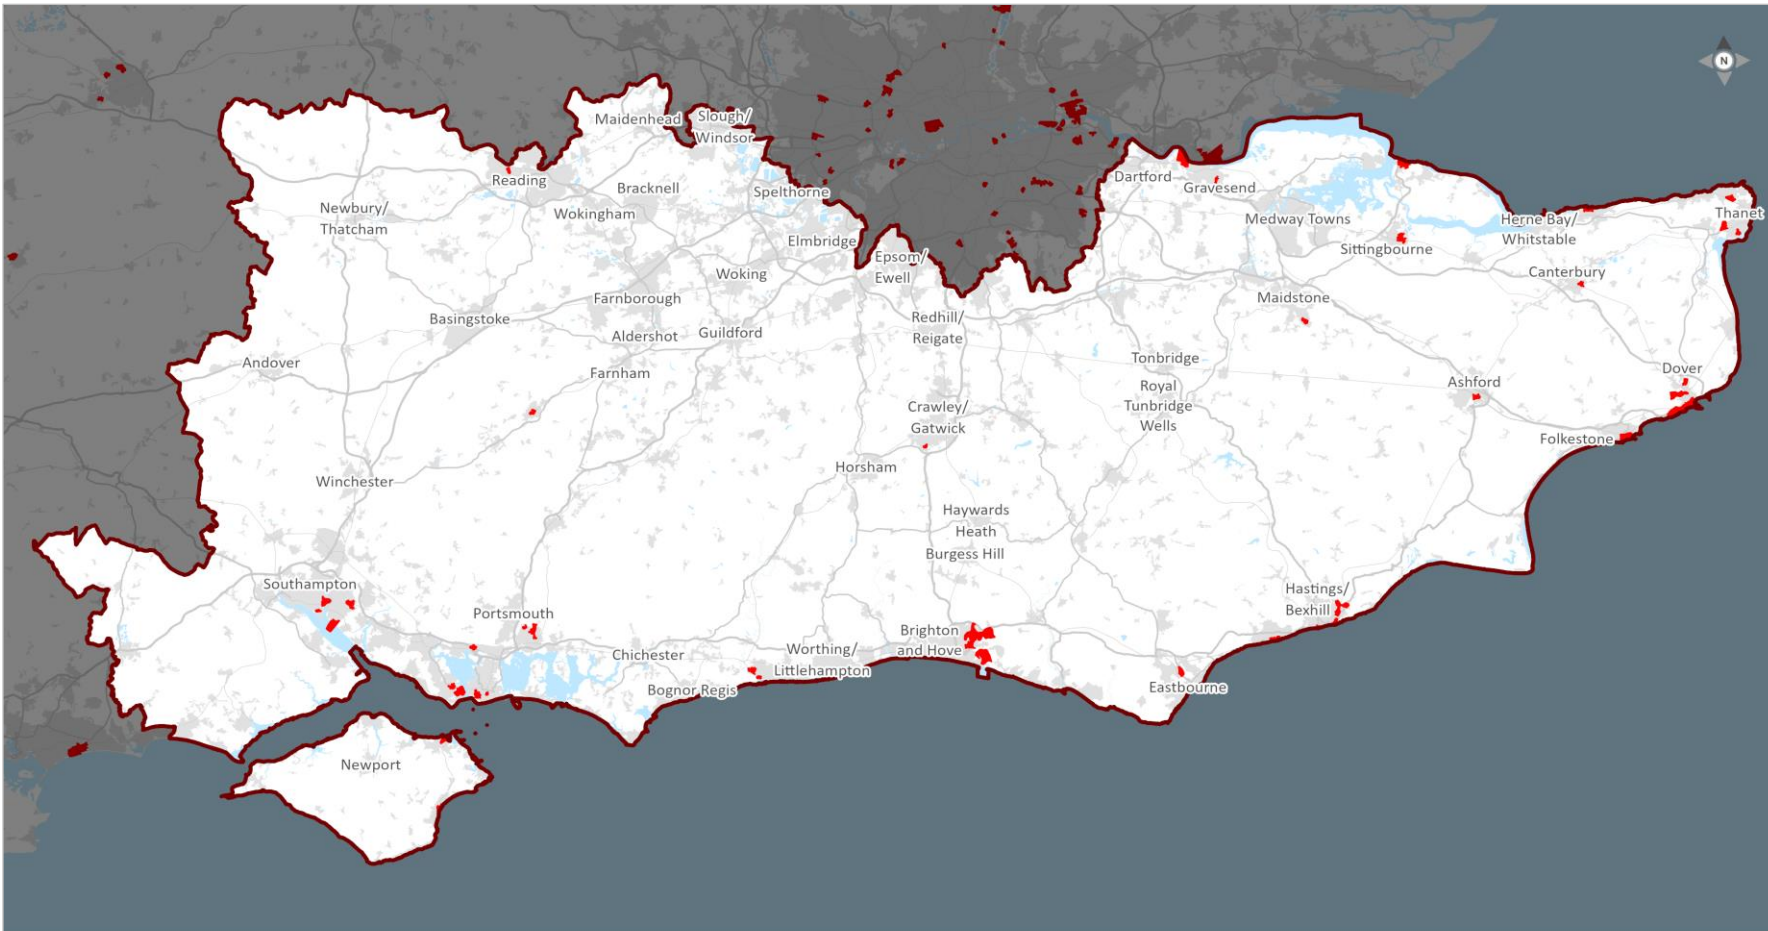 N
Maidenhead
Slough/
Windsor
Reading
Bracknell
Spelthorne
Dartford
Gravesend
Newbury/
Thatcham
Wokingham
Medway Towns
Herne Bay/
Whitstable
Thanet
Elmbridge
Sittingbourne
Epsom/
Ewell
Woking
Canterbury
Farnborough
Maidstone
Basingstoke
Aldershot
Guildford
Redhill/
Reigate
Andover
Farnham
Tonbridge
Dover
Royal
Tunbridge
Wells
Ashford
Crawley/
Gatwick
Folkestone
Horsham
Winchester
Haywards
Heath
Burgess Hill
Southampton
Hastings/
Bexhill
Portsmouth
Brighton
and Hove
Chichester
Worthing/
Littlehampton
Bognor Regis
Eastbourne
Newport